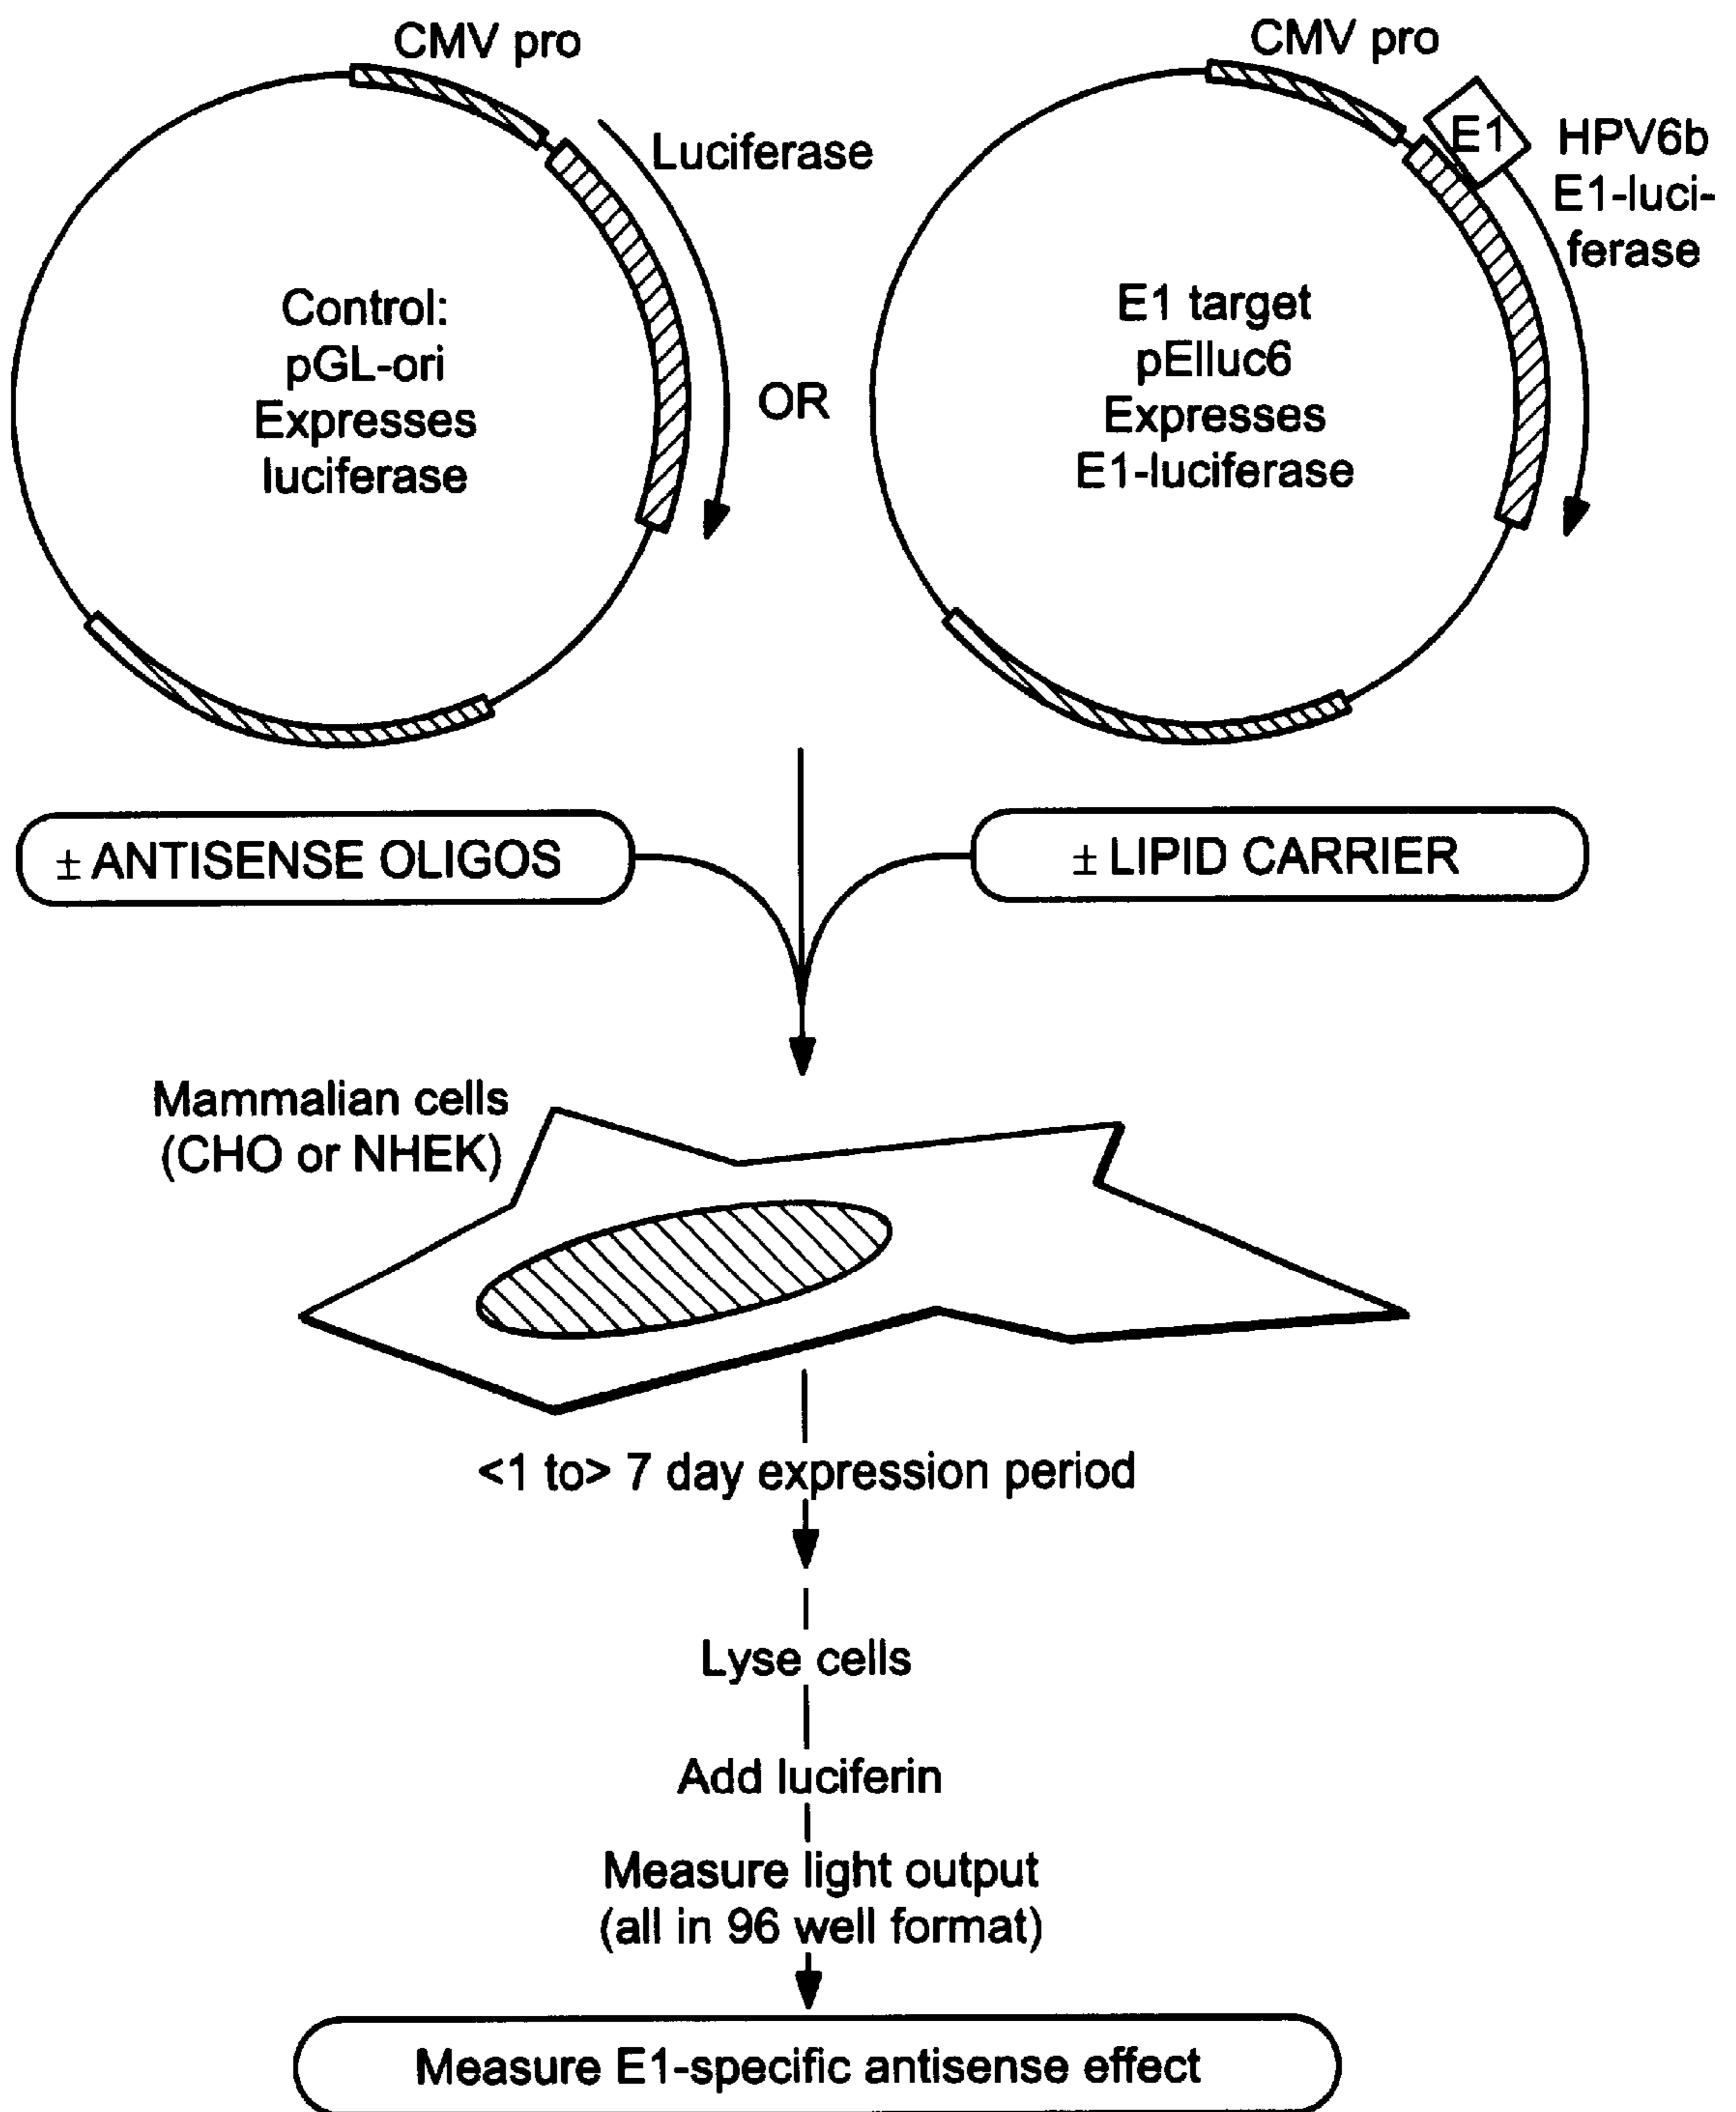 CMV pro
Luciferase
Control:
pGL-ori
Expresses
luciferase
OR
CMV pro
E1
HPV6b
E1-luci-
ferase
E1 target
pElluc6
Expresses
E1-luciferase
± ANTISENSE OLIGOS
± LIPID CARRIER
Mammalian cells
(CHO or NHEK)
<1 to> 7 day expression period
Lyse cells
Add luciferin
Measure light output
(all in 96 well format)
Measure E1-specific antisense effect